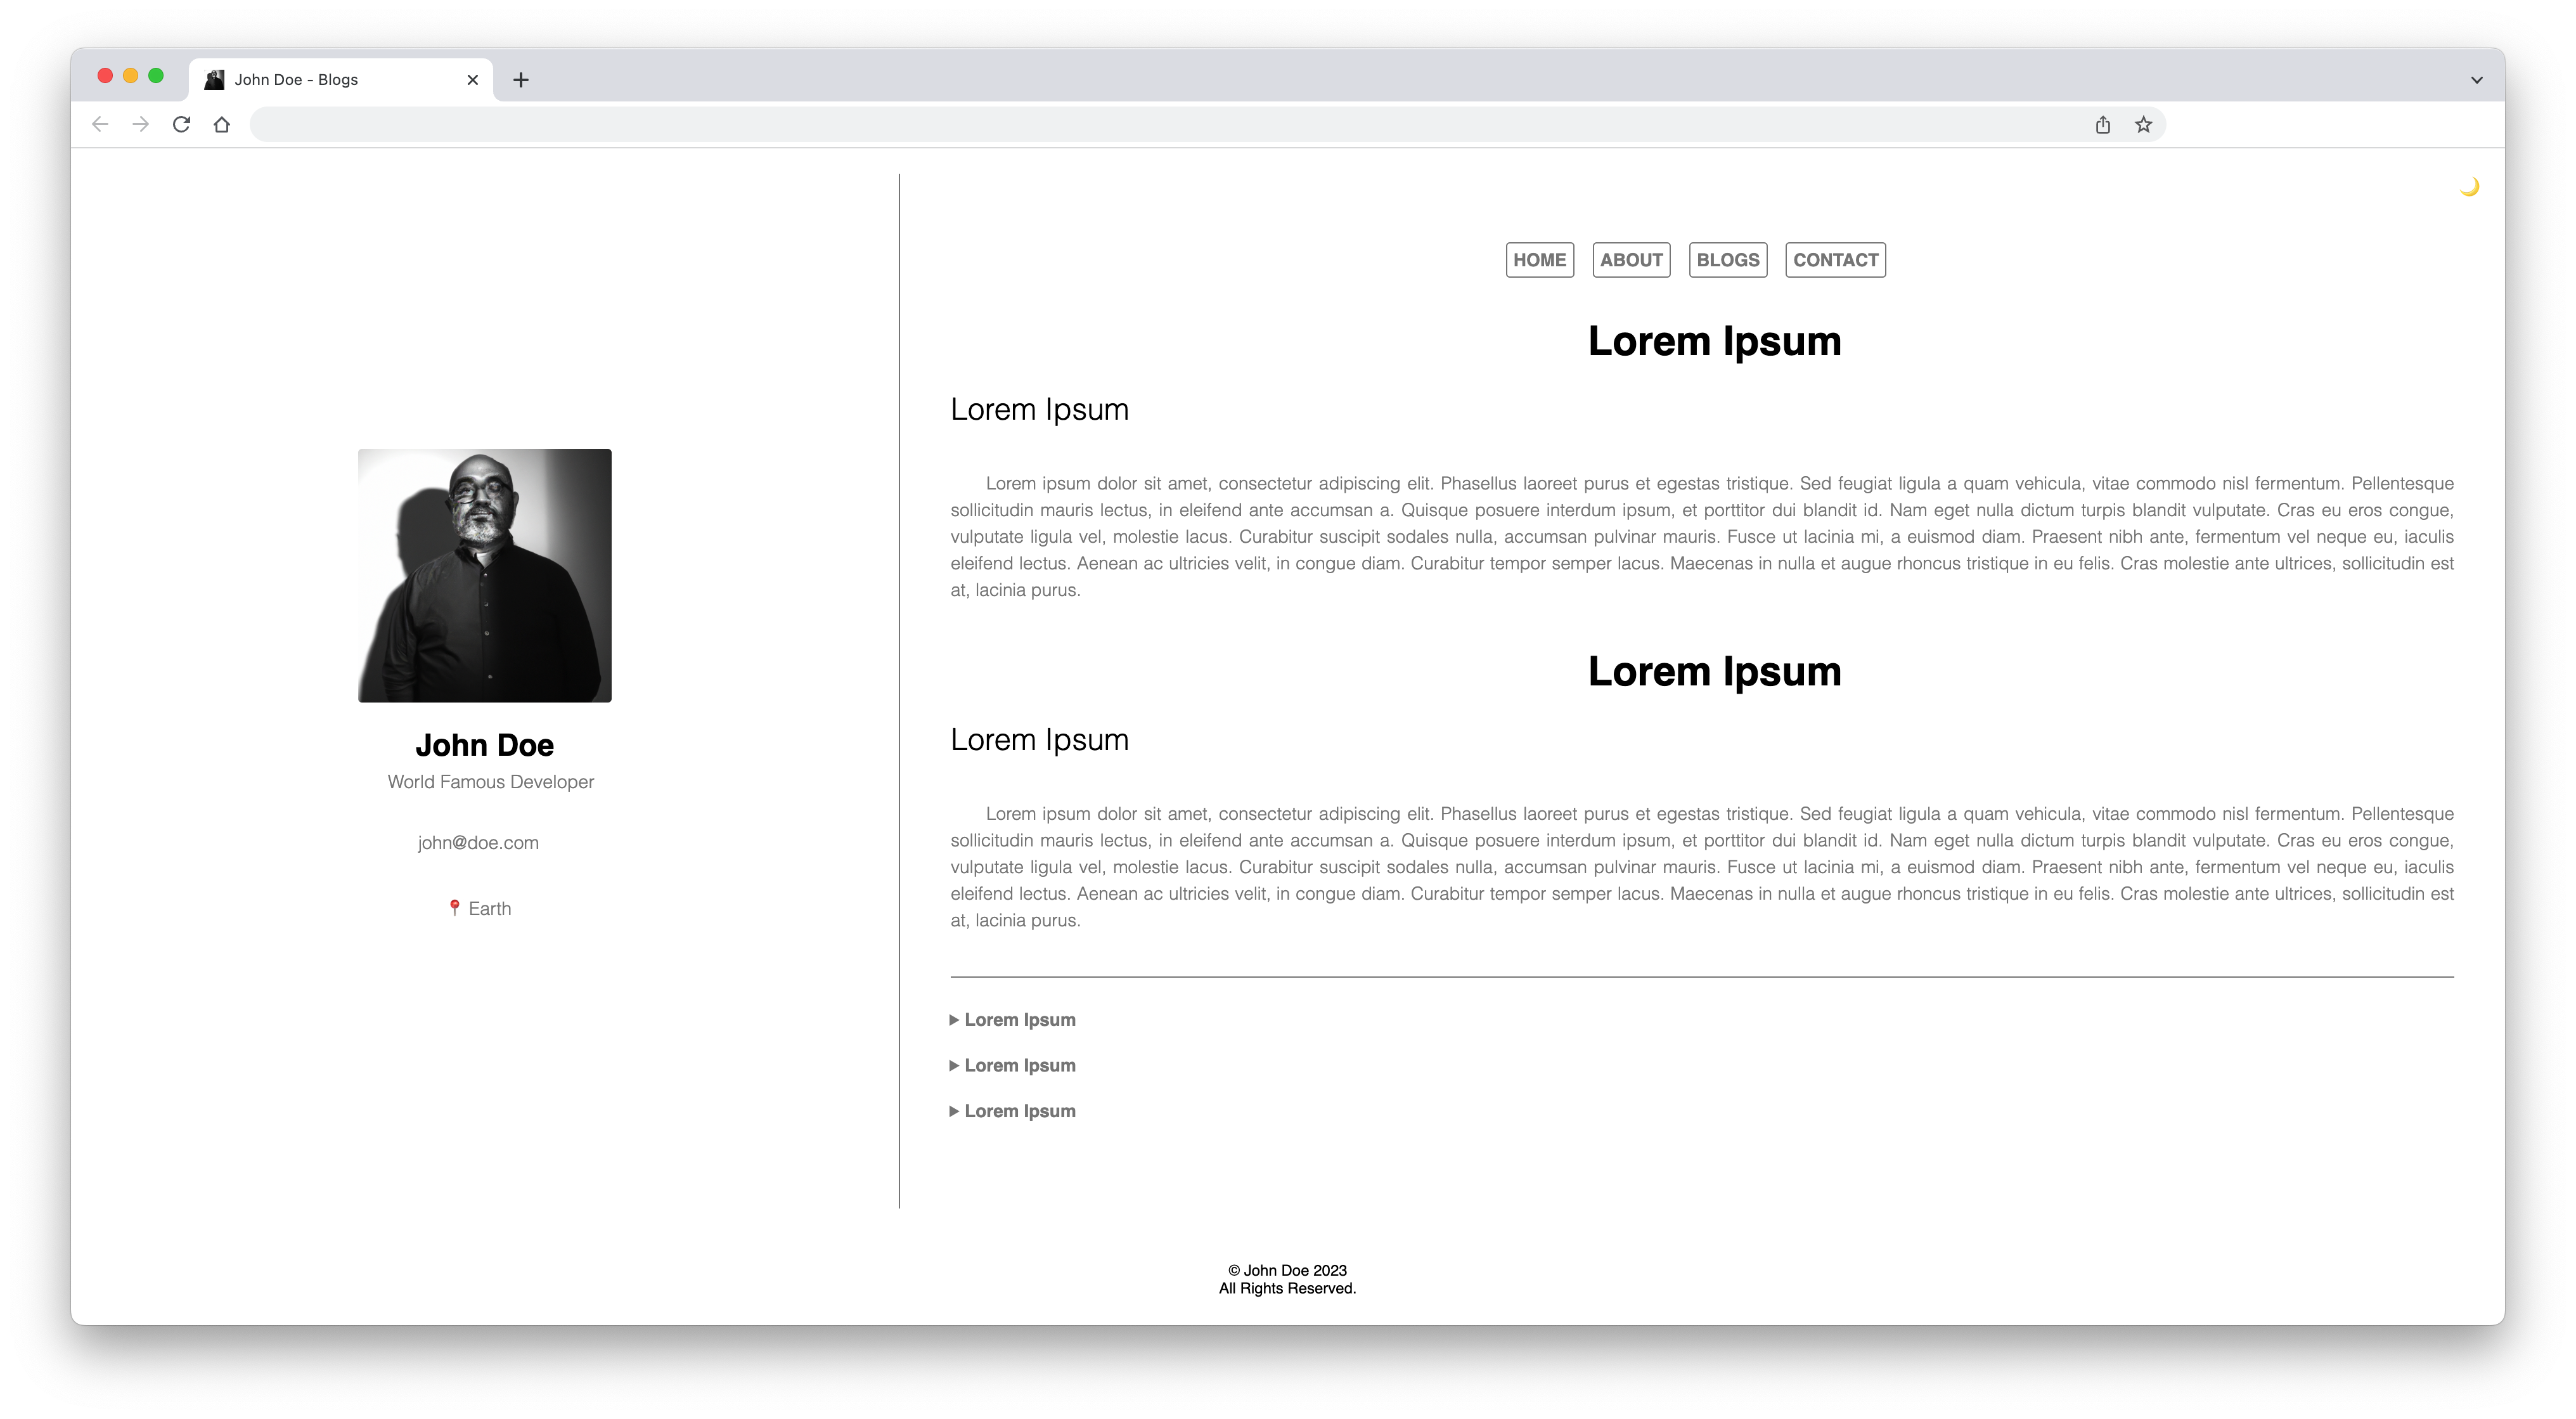 John Doe - Blogs
HOME ABOUT BLOGS CONTACT
Lorem Ipsum
Lorem Ipsum
Lorem ipsum dolor sit amet, consectetur adipiscing elit. Phasellus laoreet purus et egestas tristique. Sed feugiat ligula a quam vehicula, vitae commodo nisl fermentum. Pellentesque
sollicitudin mauris lectus, in eleifend ante accumsan a. Quisque posuere interdum ipsum, et porttitor dui blandit id. Nam eget nulla dictum turpis blandit vulputate. Cras eu eros congue,
vulputate ligula vel, molestie lacus. Curabitur suscipit sodales nulla, accumsan pulvinar mauris. Fusce ut lacinia mi, a euismod diam. Praesent nibh ante, fermentum vel neque eu, iaculis
eleifend lectus. Aenean ac ultricies velit, in congue diam. Curabitur tempor semper lacus. Maecenas in nulla et augue rhoncus tristique in eu felis. Cras molestie ante ultrices, sollicitudin est
at, lacinia purus.
Lorem Ipsum
Lorem Ipsum
Lorem ipsum dolor sit amet, consectetur adipiscing elit. Phasellus laoreet purus et egestas tristique. Sed feugiat ligula a quam vehicula, vitae commodo nisl fermentum. Pellentesque
sollicitudin mauris lectus, in eleifend ante accumsan a. Quisque posuere interdum ipsum, et porttitor dui blandit id. Nam eget nulla dictum turpis blandit vulputate. Cras eu eros congue,
vulputate ligula vel, molestie lacus. Curabitur suscipit sodales nulla, accumsan pulvinar mauris. Fusce ut lacinia mi, a euismod diam. Praesent nibh ante, fermentum vel neque eu, iaculis
eleifend lectus. Aenean ac ultricies velit, in congue diam. Curabitur tempor semper lacus. Maecenas in nulla et augue rhoncus tristique in eu felis. Cras molestie ante ultrices, sollicitudin est
at, lacinia purus.
Lorem Ipsum
Lorem Ipsum
Lorem Ipsum
John Doe
World Famous Developer
john@doe.com
📍 Earth
© John Doe 2023
All Rights Reserved.